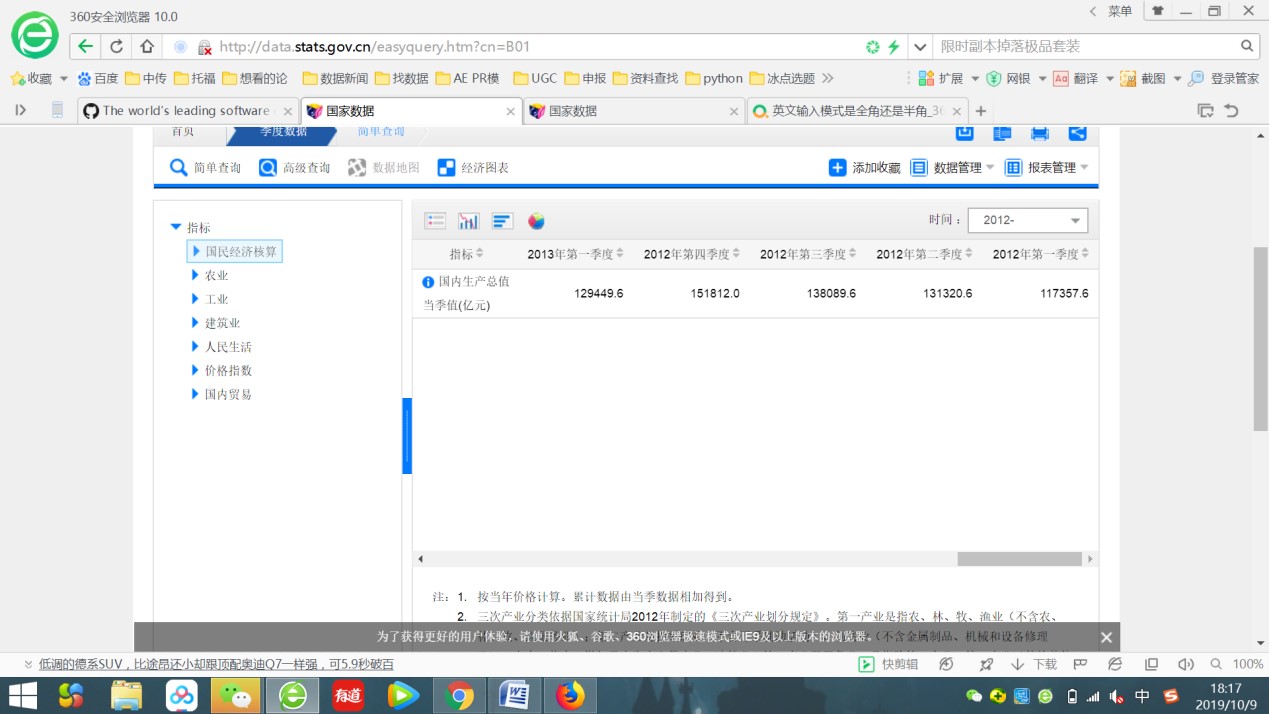 360安全浏览器 10.0
菜单
http://data.stats.gov.cn/easyquery.htm?cn=B01
限时副本掉落极品套装
收藏 百度 中传 托福 想看的论 数据新闻 找数据 AE PR模 UGC 申报 资料查找 python 冰点选题 扩展 网银 Aa 翻译 截图 登录管家
The world's leading software 国家数据 国家数据 英文输入模式是全角还是半角_36
首页 季度数据 简单查询
简单查询 高级查询 数据地图 经济图表 添加收藏 数据管理 报表管理
指标
国民经济核算
农业
工业
建筑业
人民生活
价格指数
国内贸易
时间： 2012-
指标 2013年第一季度 2012年第四季度 2012年第三季度 2012年第二季度 2012年第一季度
国内生产总值
当季值(亿元) 129449.6 151812.0 138089.6 131320.6 117357.6
注： 1. 按当年价格计算。累计数据由当季数据相加得到。
2. 三次产业分类依据国家统计局2012年制定的《三次产业划分规定》。第一产业是指农、林、牧、渔业（不含农、
为了获得更好的用户体验，请使用火狐、谷歌、360浏览器极速模式或IE9及以上版本的浏览器。
（不含金属制品、机械和设备修理
低调的德系SUV，比途昂还小却跟顶配奥迪Q7一样强，可5.9秒破百
快剪辑 下载 100%
有道
中
18:17
2019/10/9